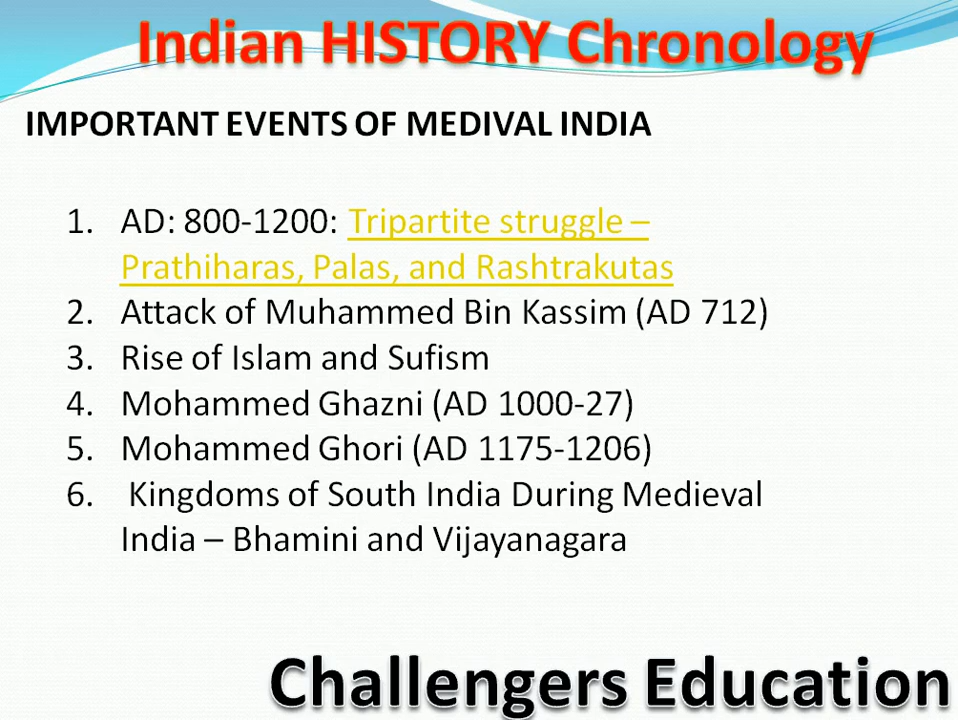 Indian HISTORY Chronology
IMPORTANT EVENTS OF MEDIVAL INDIA
1. AD: 800-1200: Tripartite struggle –
Prathiharas, Palas, and Rashtrakutas
2. Attack of Muhammed Bin Kassim (AD 712)
3. Rise of Islam and Sufism
4. Mohammed Ghazni (AD 1000-27)
5. Mohammed Ghori (AD 1175-1206)
6. Kingdoms of South India During Medieval
India – Bhamini and Vijayanagara
Challengers Education